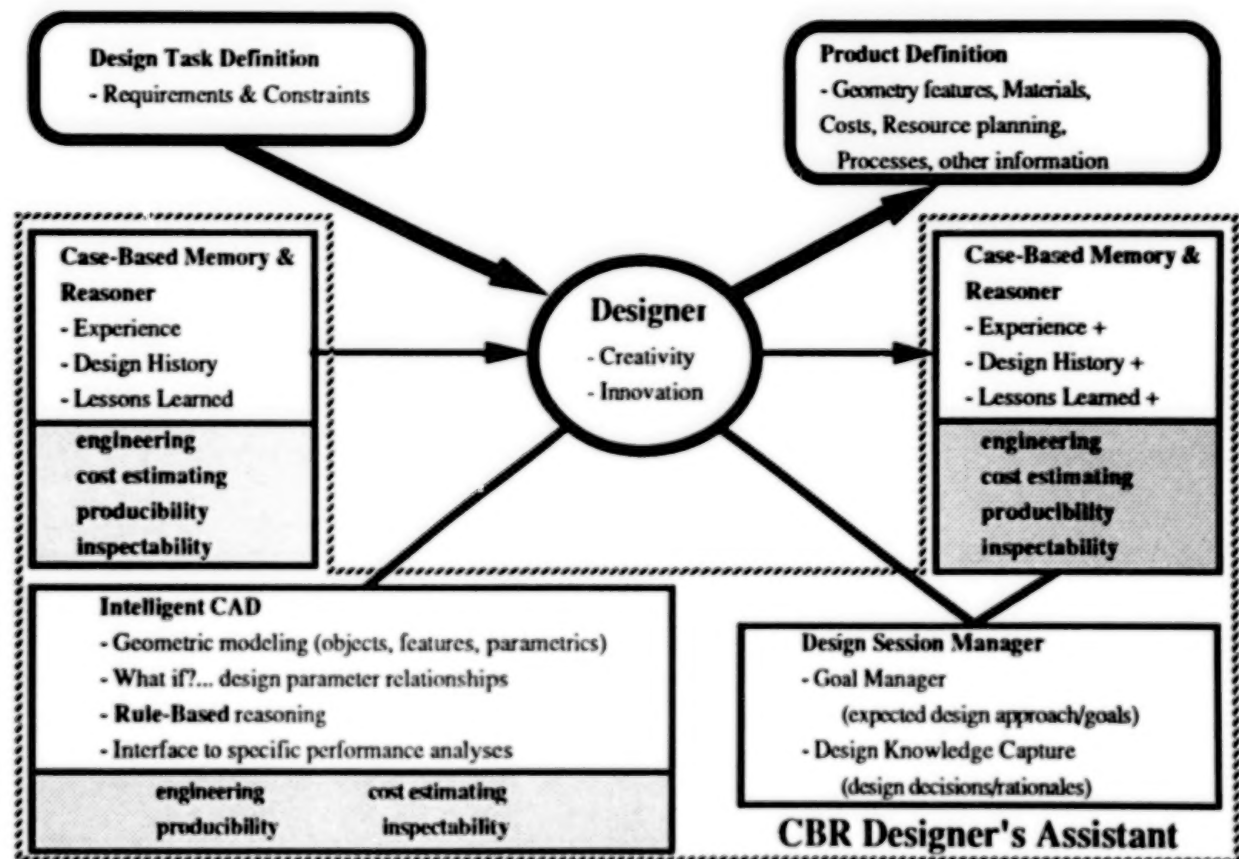 Design Task Definition
- Requirements & Constraints
Product Definition
- Geometry features, Materials,
Costs, Resource planning,
Processes, other information
Case-Based Memory &
Reasoner
- Experience
- Design History
- Lessons Learned
engineering
cost estimating
producibility
inspectability
Designer
- Creativity
- Innovation
Case-Based Memory &
Reasoner
- Experience +
- Design History +
- Lessons Learned +
engineering
cost estimating
producibility
inspectability
Intelligent CAD
- Geometric modeling (objects, features, parametrics)
- What if?... design parameter relationships
- Rule-Based reasoning
- Interface to specific performance analyses
engineering cost estimating
producibility inspectability
Design Session Manager
- Goal Manager
(expected design approach/goals)
- Design Knowledge Capture
(design decisions/rationales)
CBR Designer's Assistant